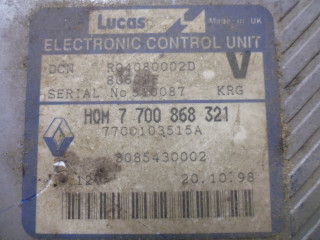 Lucas Made in UK
ELECTRONIC CONTROL UNIT
DCN R04080002D V
SERIAL No 510087 KRG
HOM 7 700 868 321
7700103515A
8085430002
20.10.98